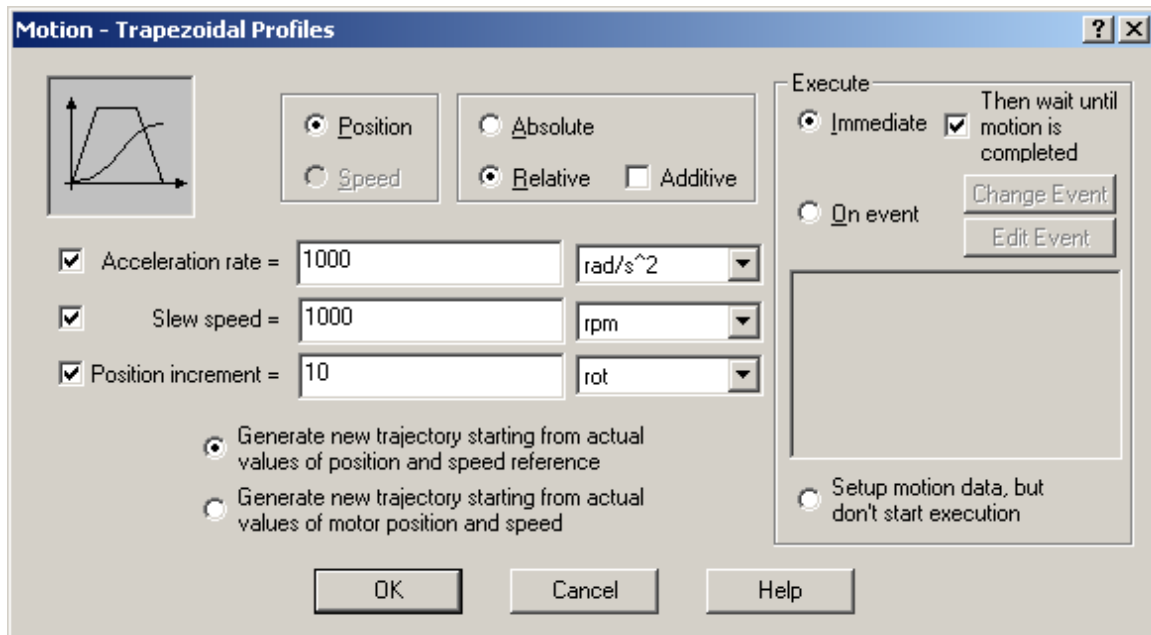 Motion - Trapezoidal Profiles
Position
Speed
Absolute
Relative
Additive
Execute
Immediate
Then wait until
motion is
completed
On event
Change Event
Edit Event
Acceleration rate =
1000
rad/s^2
Slew speed =
1000
rpm
Position increment =
10
rot
Generate new trajectory starting from actual
values of position and speed reference
Generate new trajectory starting from actual
values of motor position and speed
Setup motion data, but
don't start execution
OK
Cancel
Help